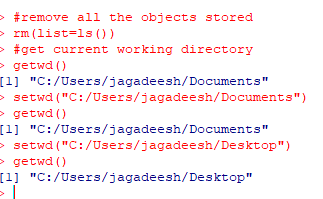 > #remove all the objects stored
> rm(list=ls())
> #get current working directory
> getwd()
[1] "C:/Users/jagadeesh/Documents"
> setwd("C:/Users/jagadeesh/Documents")
> getwd()
[1] "C:/Users/jagadeesh/Documents"
> setwd("C:/Users/jagadeesh/Desktop")
> getwd()
[1] "C:/Users/jagadeesh/Desktop"
>